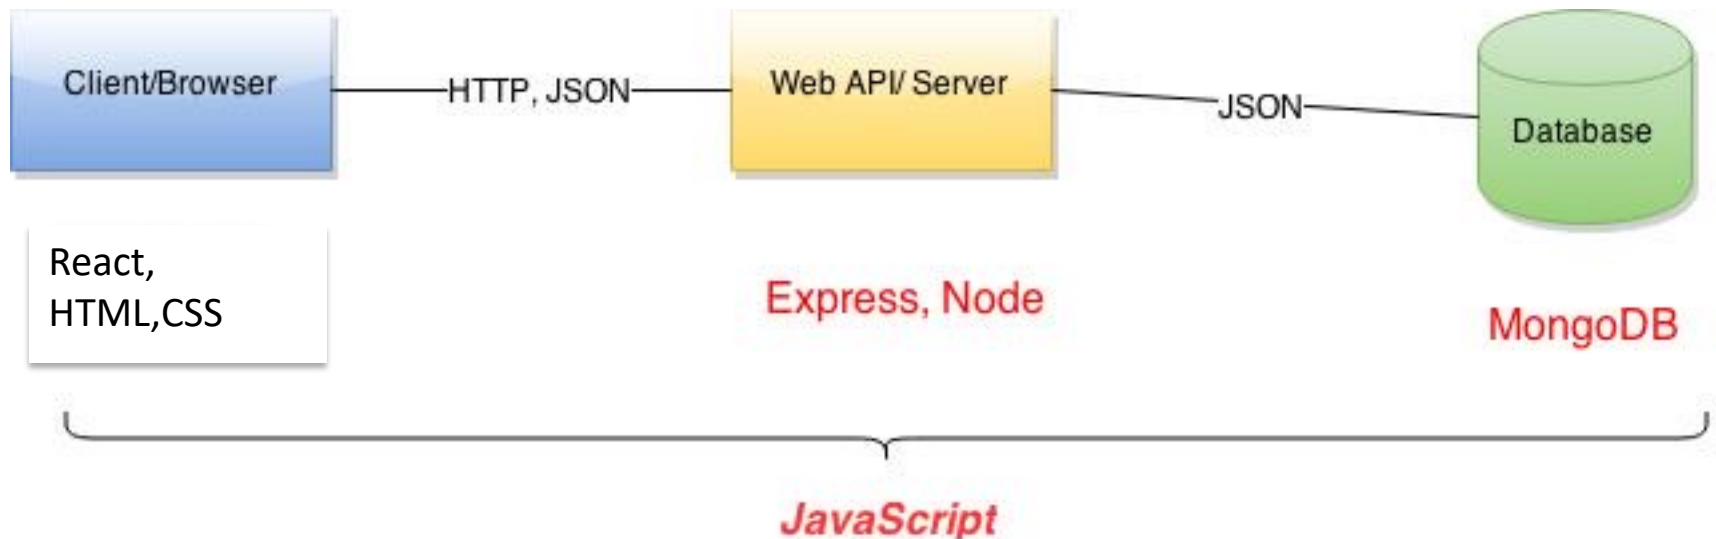 Client/Browser
HTTP, JSON
Web API/ Server
JSON
Database
React,
HTML,CSS
Express, Node
MongoDB
JavaScript